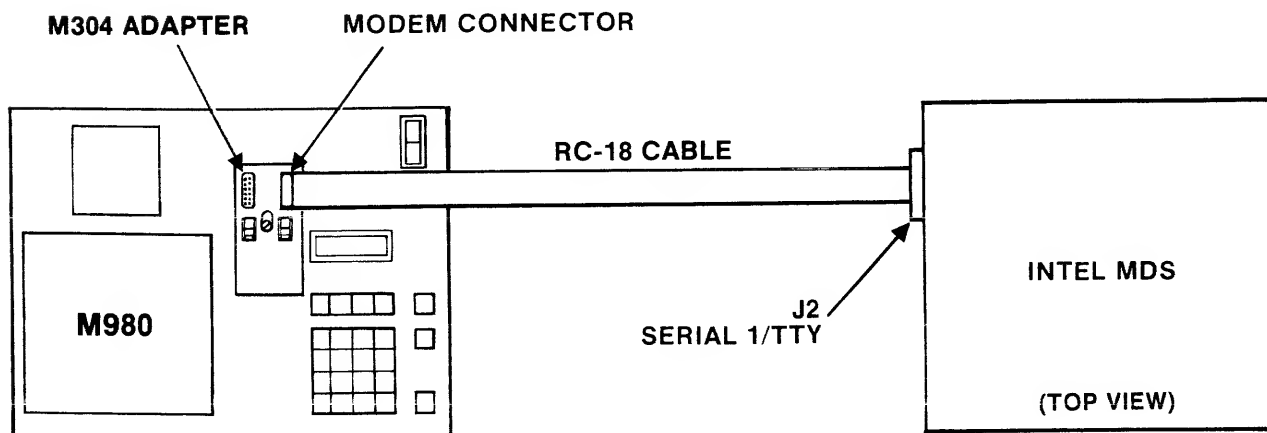 M304 ADAPTER
MODEM CONNECTOR
RC-18 CABLE
M980
J2
SERIAL 1/TTY
INTEL MDS
(TOP VIEW)